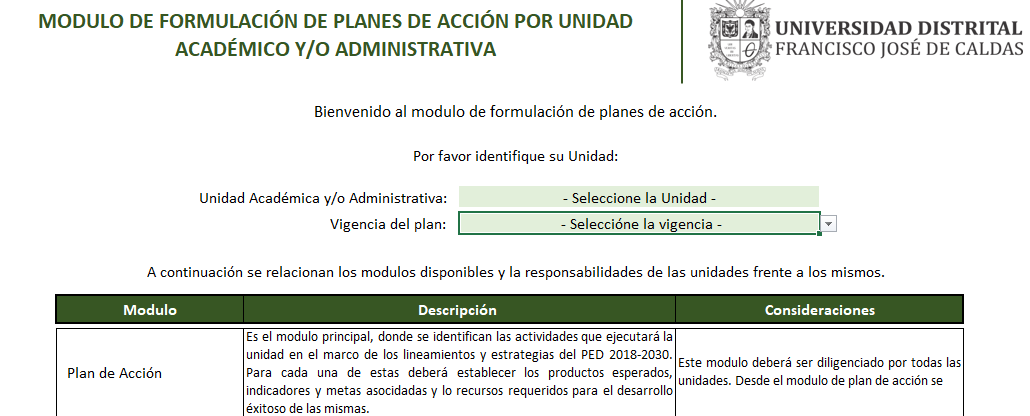 MODULO DE FORMULACIÓN DE PLANES DE ACCIÓN POR UNIDAD
ACADÉMICO Y/O ADMINISTRATIVA
UNIVERSIDAD DISTRITAL
FRANCISCO JOSÉ DE CALDAS
Bienvenido al modulo de formulación de planes de acción.
Por favor identifique su Unidad:
Unidad Académica y/o Administrativa:
- Seleccione la Unidad -
Vigencia del plan:
- Seleccióne la vigencia -
A continuación se relacionan los modulos disponibles y la responsabilidades de las unidades frente a los mismos.
Modulo
Descripción
Consideraciones
Plan de Acción
Es el modulo principal, donde se identifican las actividades que ejecutará la
unidad en el marco de los lineamientos y estrategias del PED 2018-2030.
Para cada una de estas deberá establecer los productos esperados,
indicadores y metas asocidadas y lo recursos requeridos para el desarrollo
éxitoso de las mismas.
Este modulo deberá ser diligenciado por todas las
unidades. Desde el modulo de plan de acción se